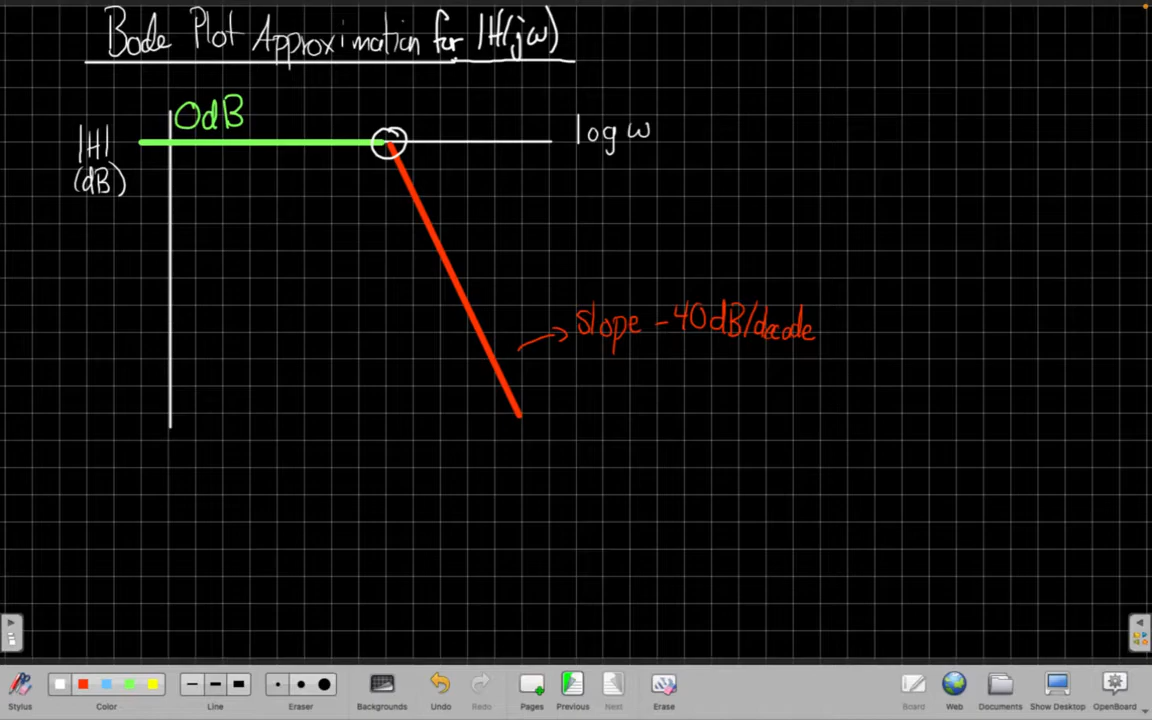 Bode Plot Approximation for |H(jω)
0dB
|H|
(dB)
log ω
slope -40dB/decade
Stylus
Color
Line
Eraser
Backgrounds
Undo
Redo
Pages
Previous
Next
Erase
Board
Web
Documents
Show Desktop
OpenBoard